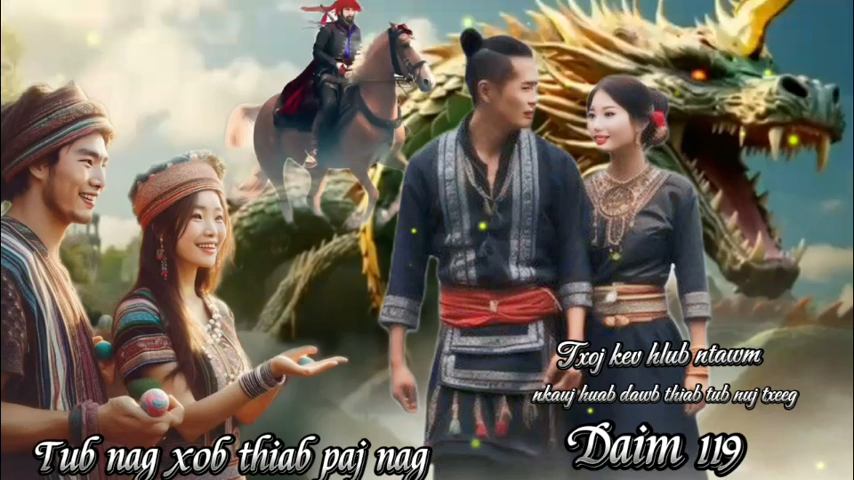 Txoj kev hlub ntawm
nkauj huab dawb thiab tub nuj txeeg
Tub nag xob thiab paj nag
Daim 119